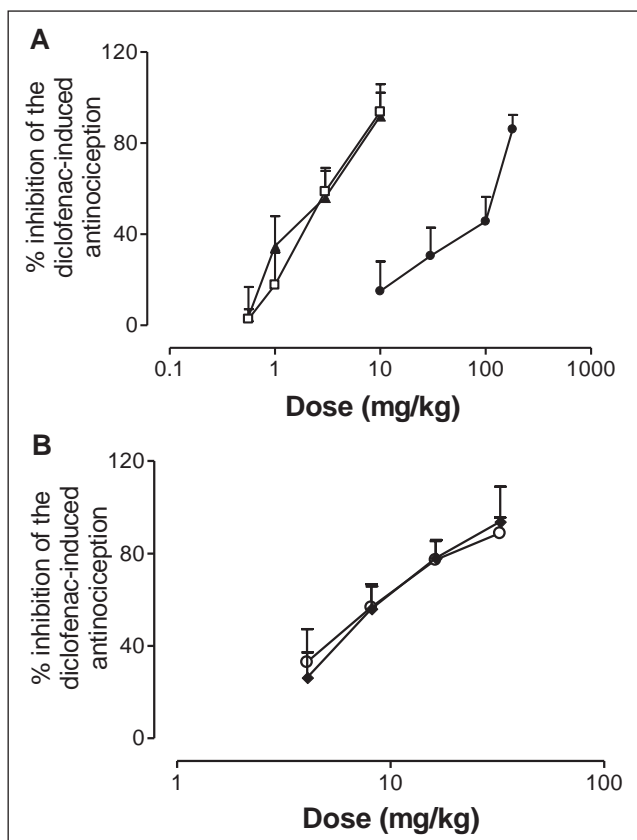 A
% inhibition of the
diclofenac-induced
antinociception
120
80
40
0
0.1 1 10 100 1000
Dose (mg/kg)
B
% inhibition of the
diclofenac-induced
antinociception
120
80
40
0
1 10 100
Dose (mg/kg)